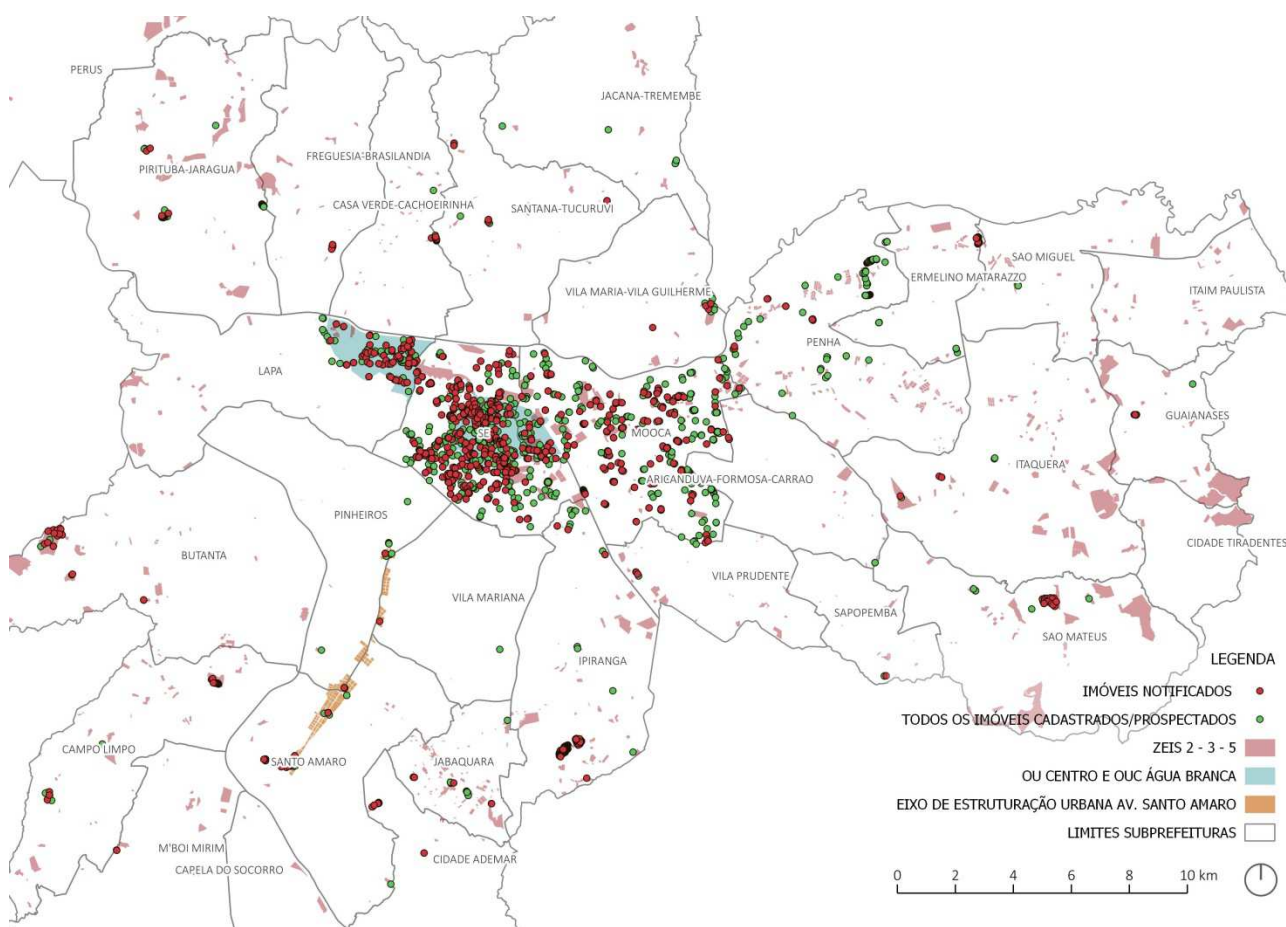 PERUS
JACANA-TREMEMBE
FREGUESIA-BRASILANDIA
PIRITUBA-JARAGUA
CASA VERDE-CACHOEIRINHA
SANTANA-TUCURUVI
SAO MIGUEL
ERMELINO MATARAZZO
VILA MARIA-VILA GUILHERME
ITAIM PAULISTA
PENHA
LAPA
GUAIANASES
SE
MOOCA
ITAQUERA
ARICANDUVA-FORMOSA-CARRAO
PINHEIROS
CIDADE TIRADENTES
BUTANTA
VILA PRUDENTE
VILA MARIANA
SAPOPEMBA
SAO MATEUS
IPIRANGA
CAMPO LIMPO
SANTO AMARO
JABAQUARA
M'BOI MIRIM
CIDADE ADEMAR
CAPELA DO SOCORRO
LEGENDA
IMÓVEIS NOTIFICADOS
TODOS OS IMÓVEIS CADASTRADOS/PROSPECTADOS
ZEIS 2 - 3 - 5
OU CENTRO E OUC ÁGUA BRANCA
EIXO DE ESTRUTURAÇÃO URBANA AV. SANTO AMARO
LIMITES SUBPREFEITURAS
0 2 4 6 8 10 km